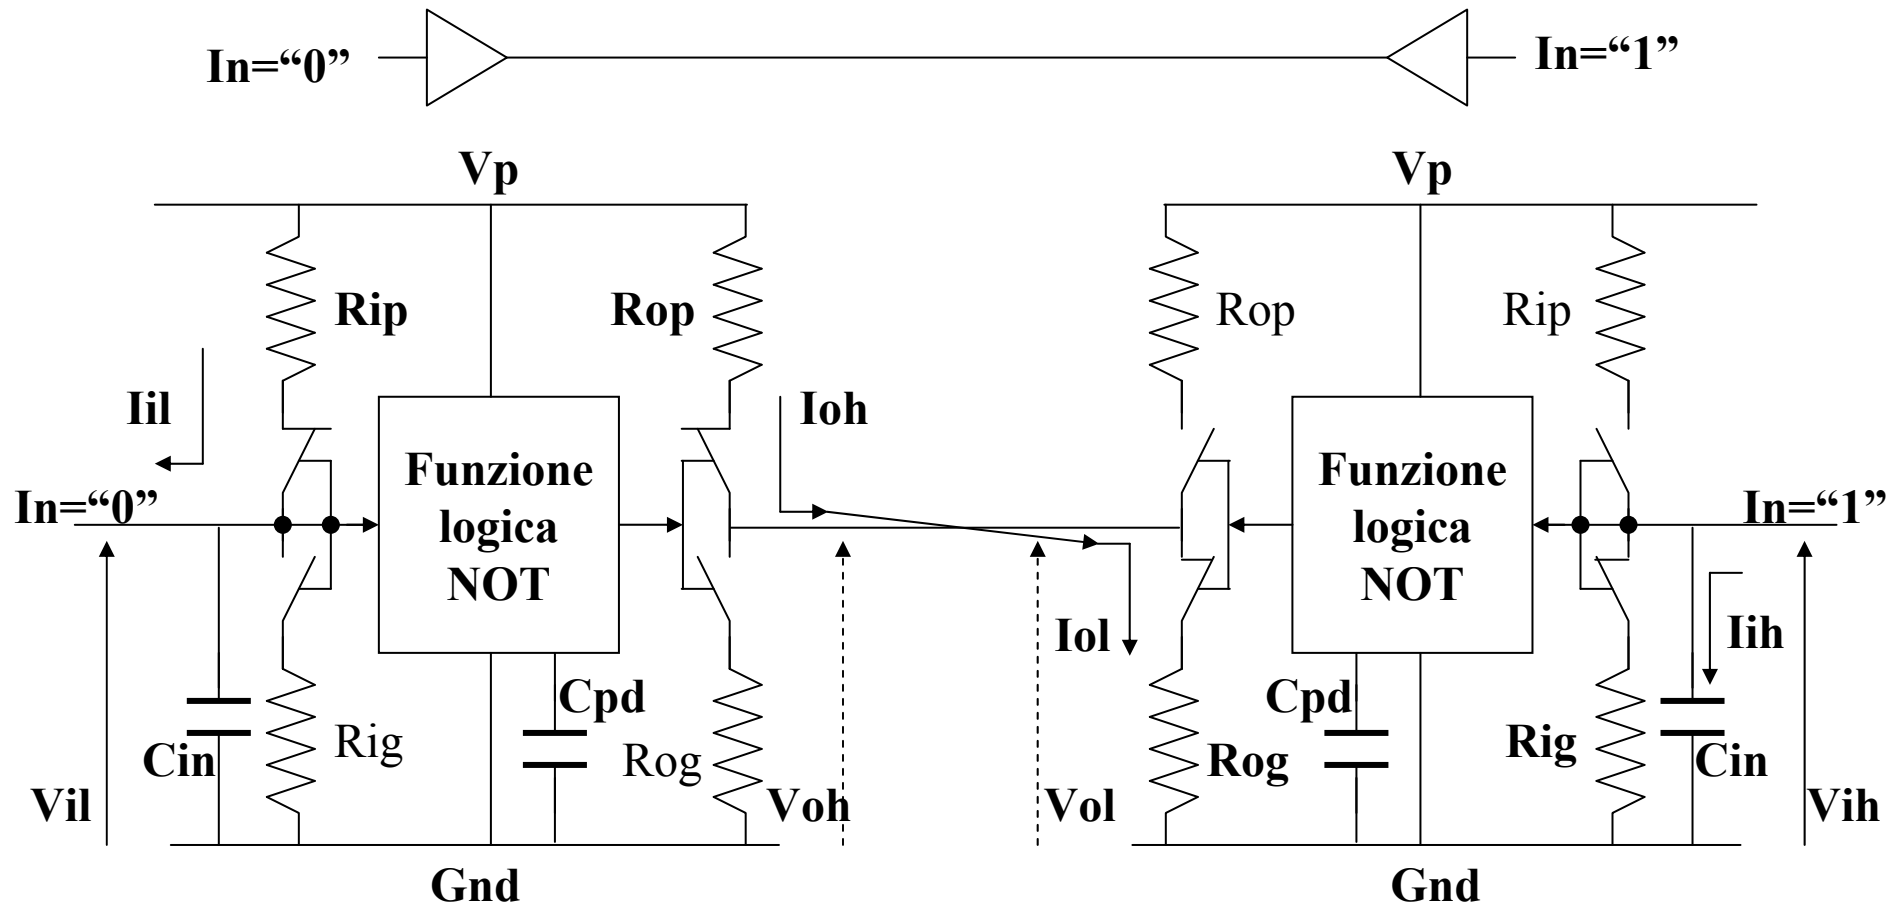 In=“0”
In=“1”
Vp
Vp
Rip
Rop
Rop
Rip
Iil
Ioh
In=“0”
Funzione
logica
NOT
Funzione
logica
NOT
In=“1”
Iol
Iih
Cpd
Cpd
Cin
Rig
Rog
Rog
Rig
Cin
Vil
Voh
Vol
Vih
Gnd
Gnd